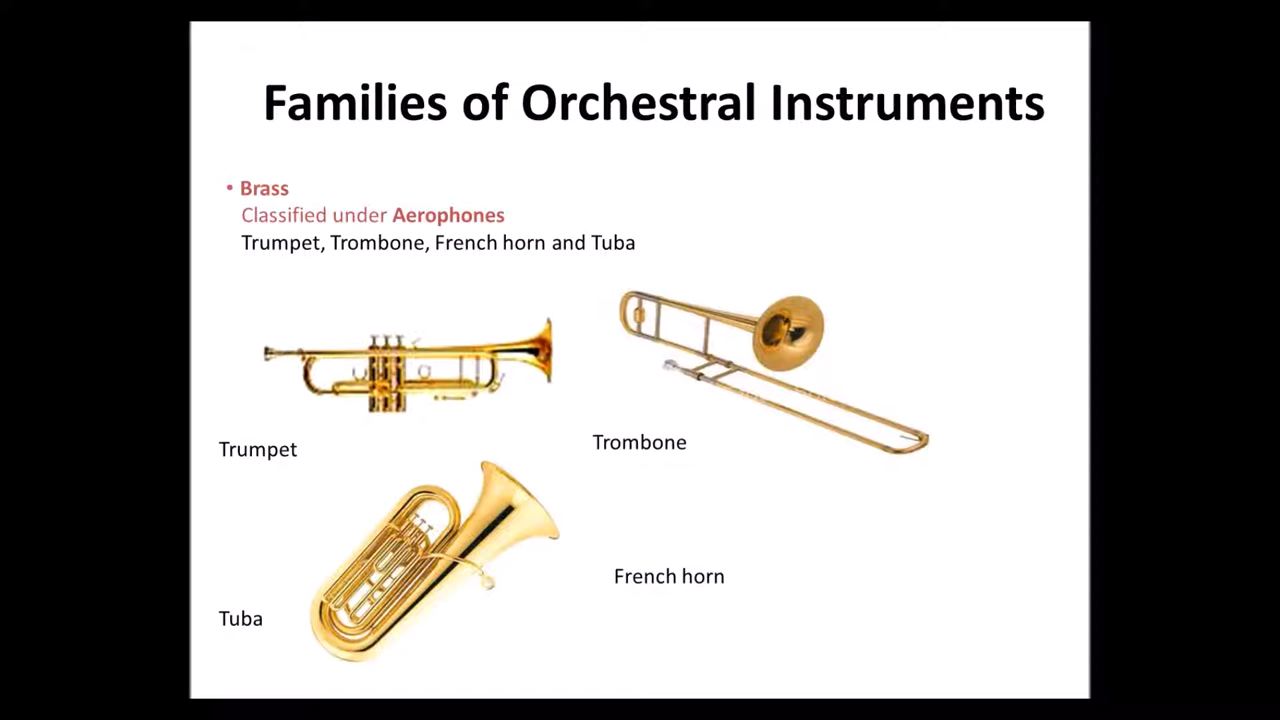 Families of Orchestral Instruments
• Brass
Classified under Aerophones
Trumpet, Trombone, French horn and Tuba
Trumpet
Trombone
French horn
Tuba